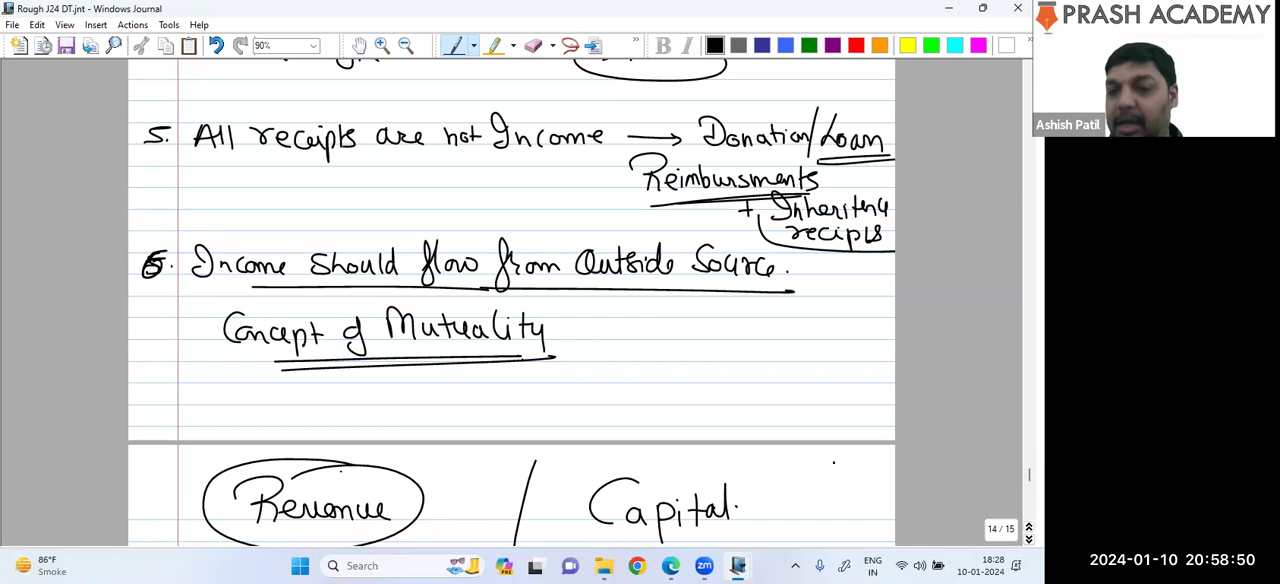 Rough J24 DT.jnt - Windows Journal
PRASH ACADEMY
File Edit View Insert Actions Tools Help
90%
B I
Ashish Patil
5. All receipts are not Income → Donation/Loan
Reimbursments
+ Inheritence
recipts
6. Income should flow from Outside Source.
Concept of Mutuality
Revenue / Capital.
14 / 15
86°F
Smoke
Search
ENG
IN
18:28
10-01-2024
2024-01-10 20:58:50